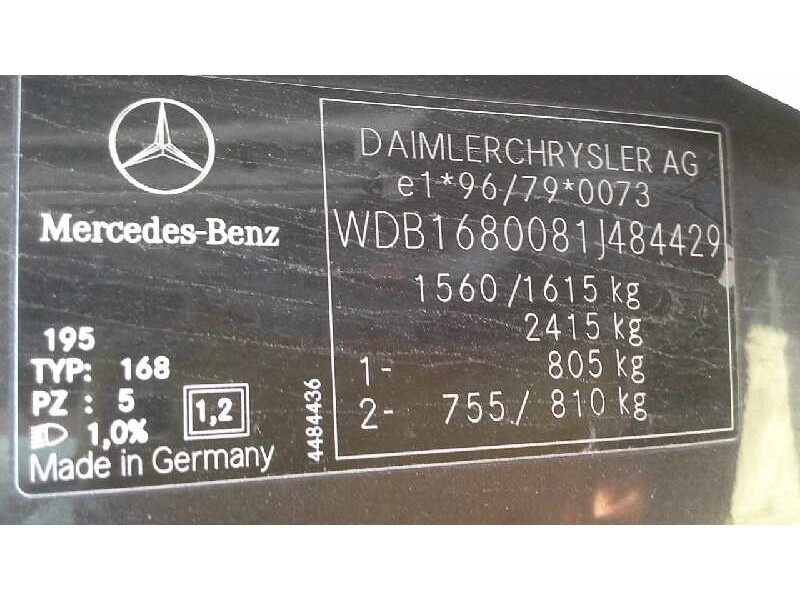 Mercedes-Benz
195
TYP: 168
PZ : 5
1,0%
1,2
Made in Germany
4484436
DAIMLERCHRYSLER AG
e1*96/79*0073
WDB1680081J484429
1560/1615 kg
2415 kg
1- 805 kg
2- 755/ 810 kg